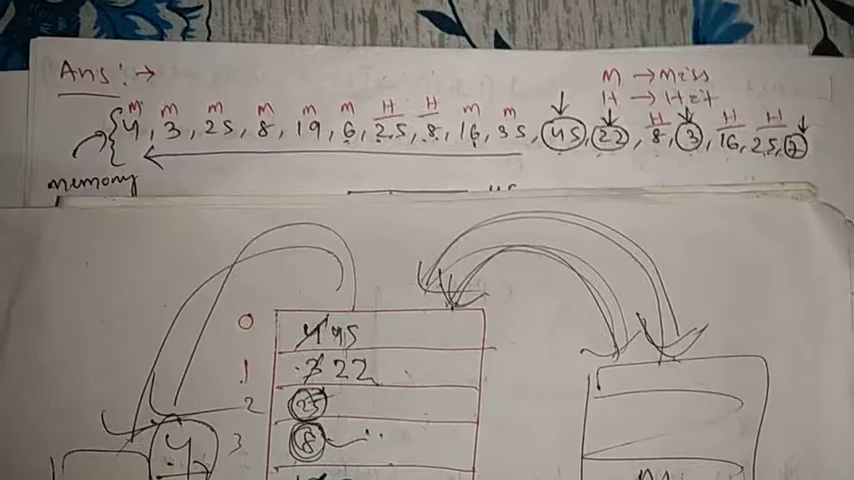 Ans:→
M → Miss
H → Hit
M M M M M M H H M M H H H
{4, 3, 25, 8, 19, 6, 25, 8, 16, 35, 45, 22, 8, 3, 16, 25, 7
memory
0 4 45
1 3 22
2 25
3 8
4